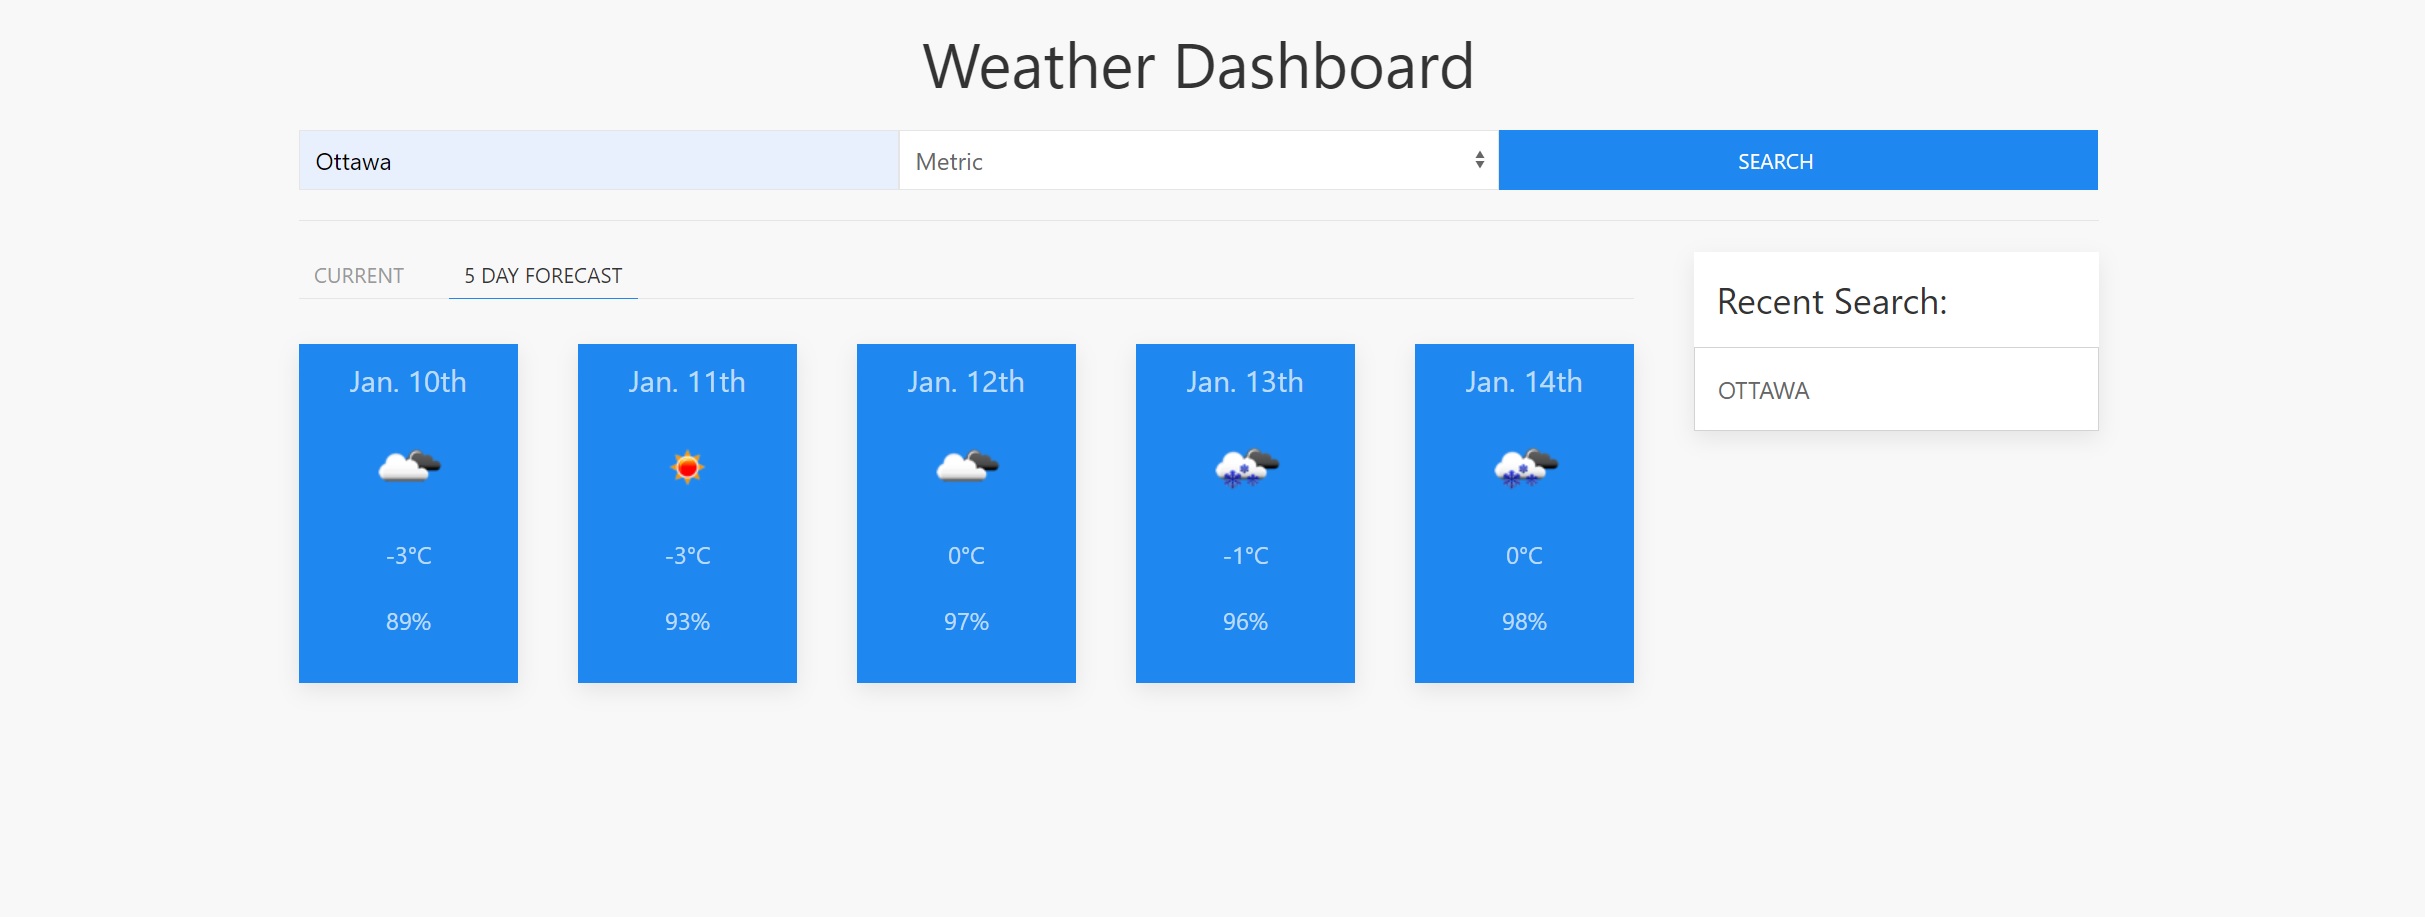 Weather Dashboard
Ottawa
Metric
SEARCH
CURRENT
5 DAY FORECAST
Jan. 10th
-3°C
89%
Jan. 11th
-3°C
93%
Jan. 12th
0°C
97%
Jan. 13th
-1°C
96%
Jan. 14th
0°C
98%
Recent Search:
OTTAWA